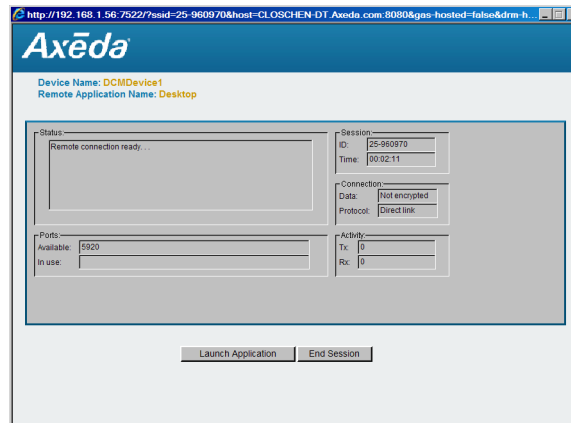 http://192.168.1.56:7522/?ssid=25-960970&host=CLOSCHEN-DT.Axeda.com:8080&gas-hosted=false&drm-h...
Axēda
Device Name: DCMDevice1
Remote Application Name: Desktop
Status:
Remote connection ready. . .
Session:
ID: 25-960970
Time: 00:02:11
Connection:
Data: Not encrypted
Protocol: Direct link
Ports:
Available: 5920
In use:
Activity:
Tx: 0
Rx: 0
Launch Application End Session